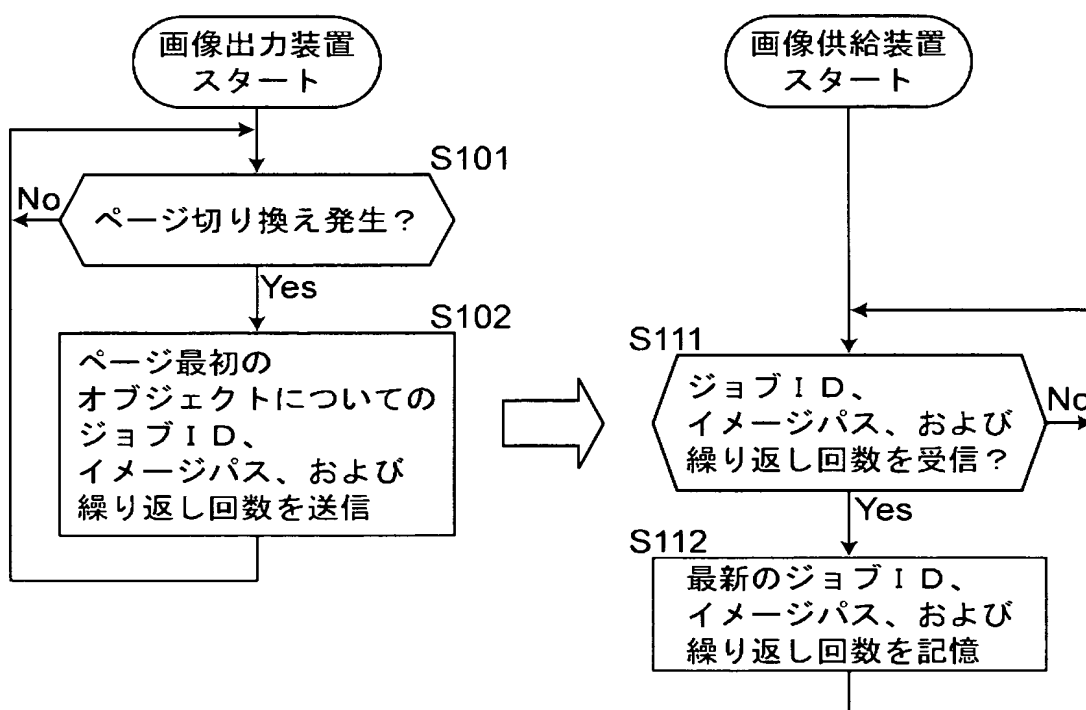 画像出力装置
スタート
S101
No
ページ切り換え発生？
Yes
S102
ページ最初の
オブジェクトについての
ジョブＩＤ、
イメージパス、および
繰り返し回数を送信
画像供給装置
スタート
S111
ジョブＩＤ、
イメージパス、および
繰り返し回数を受信？
No
Yes
S112
最新のジョブＩＤ、
イメージパス、および
繰り返し回数を記憶